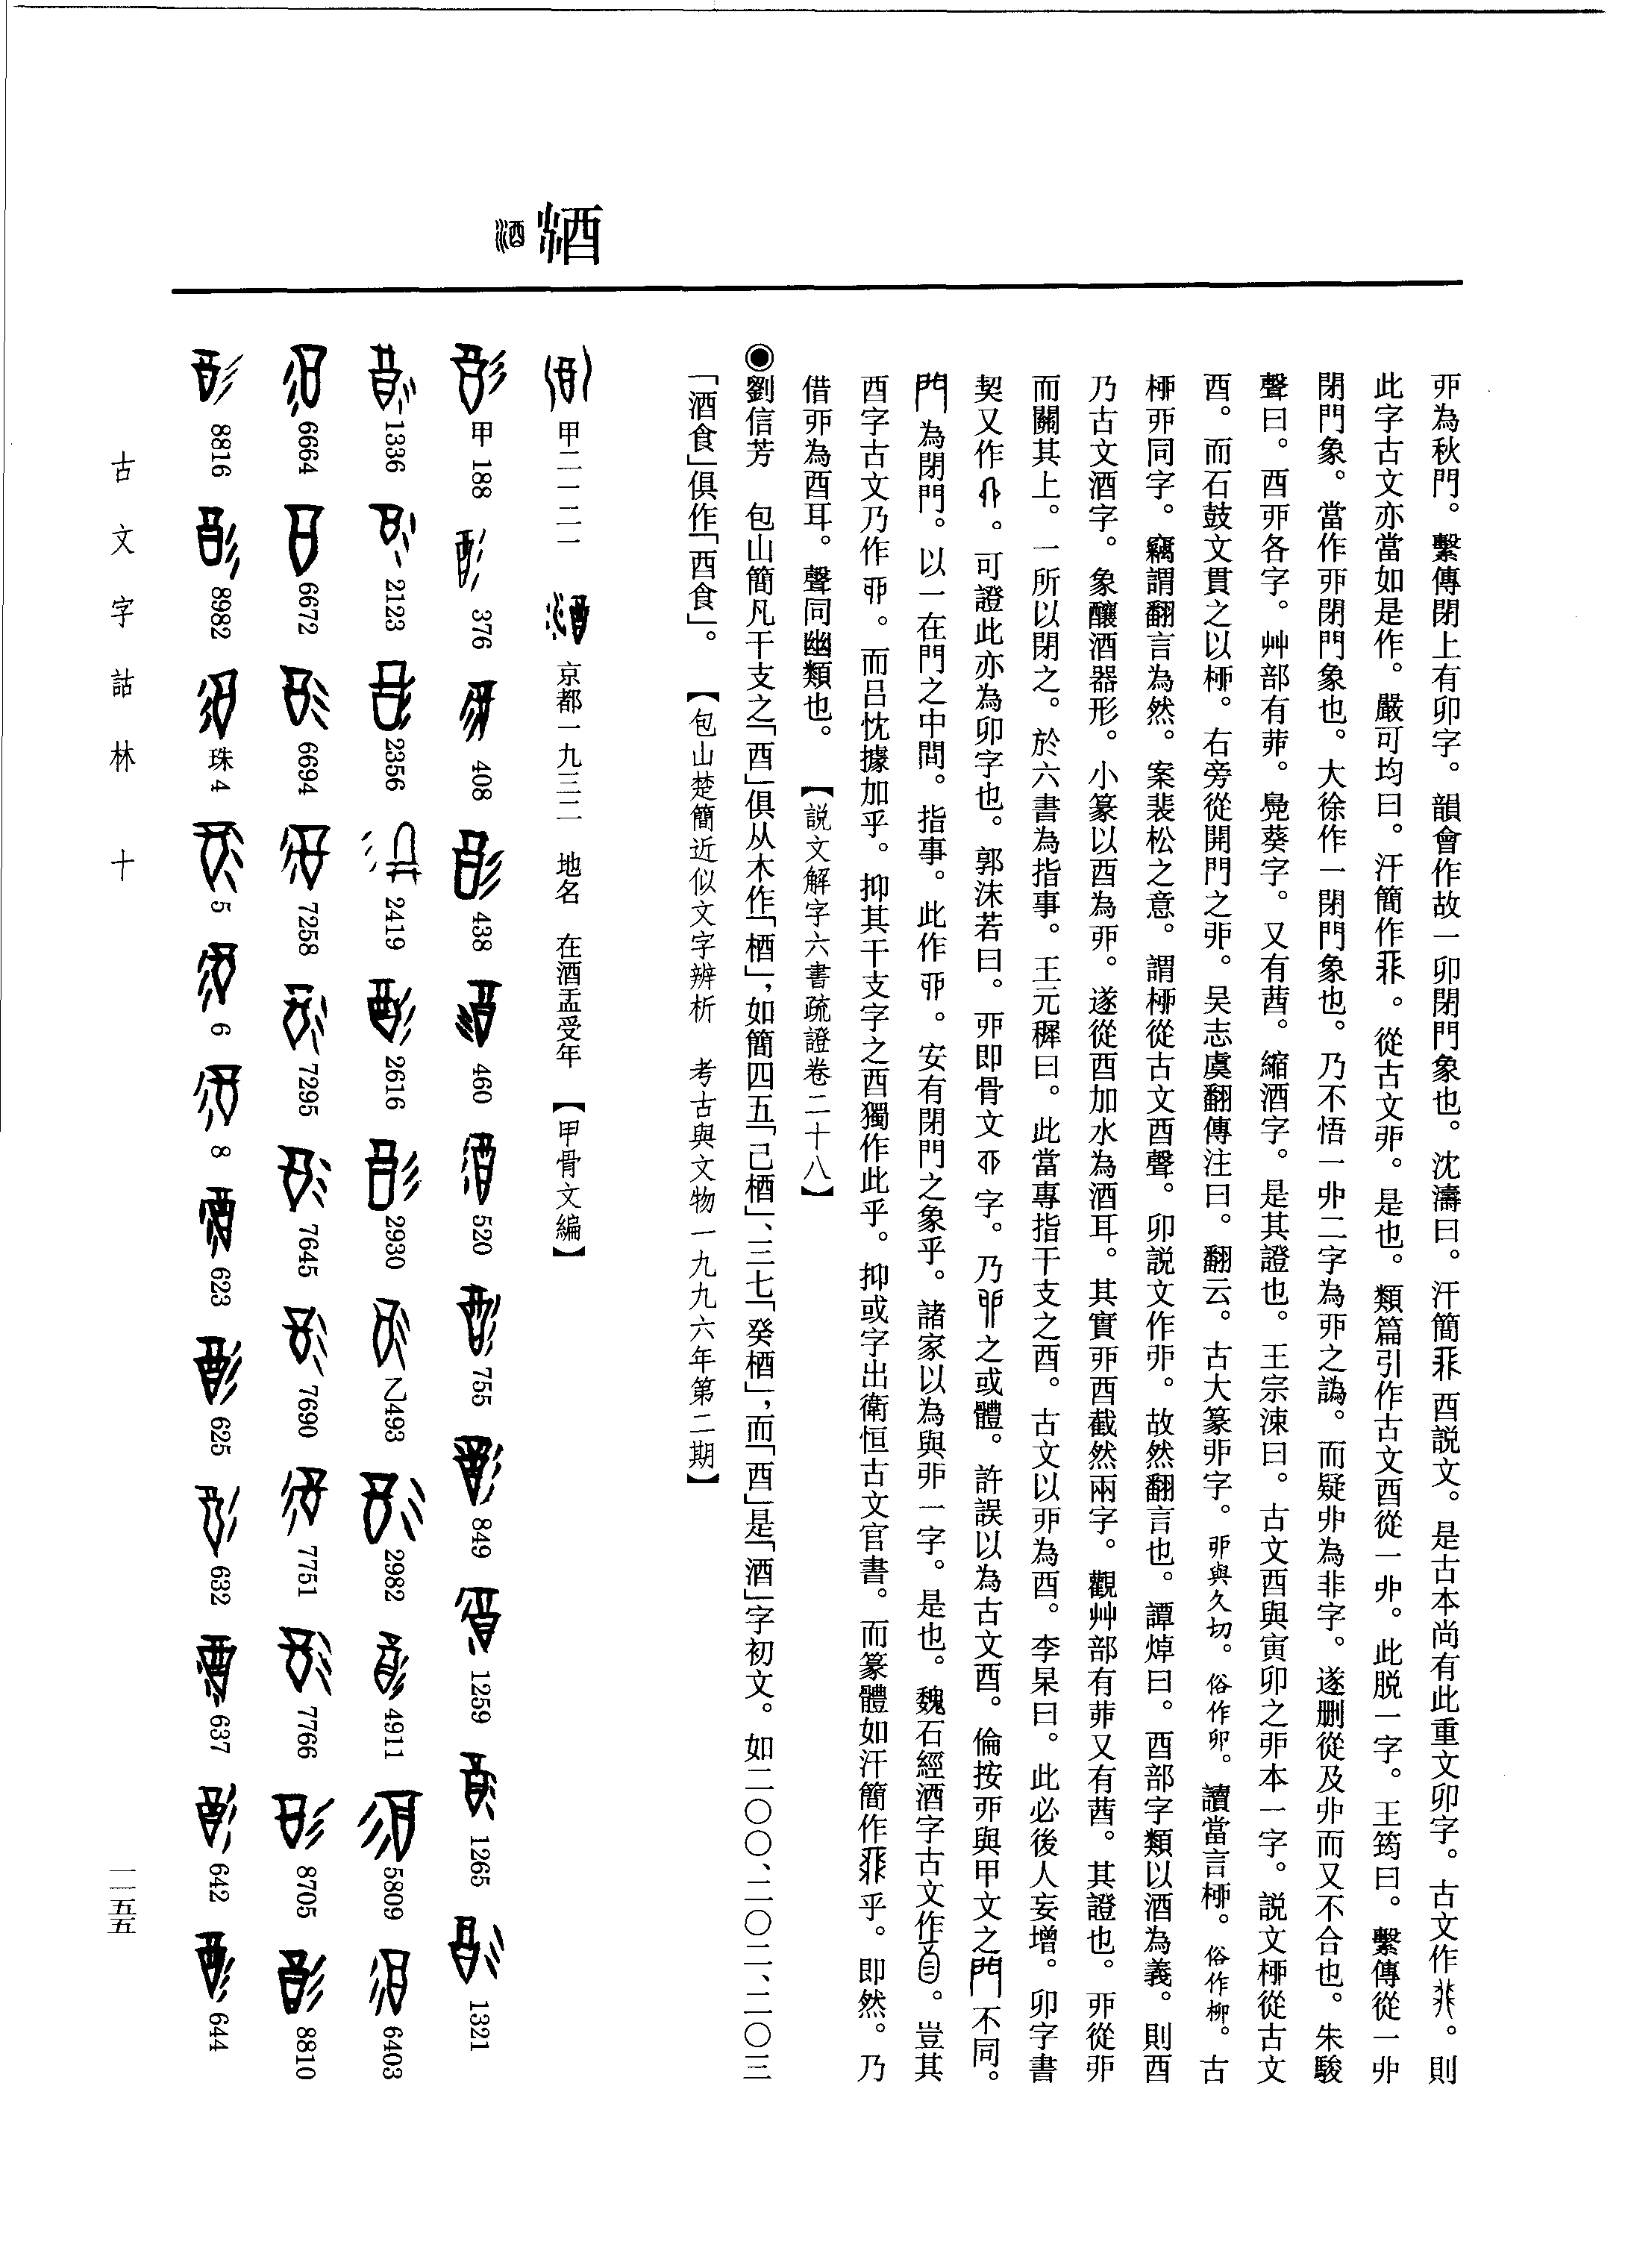 酒
丣為秋門。繫傳閉上有卯字。韻會作故一卯閉門象也。沈濤曰。汗簡酉說文。是古本尚有此重文卯字。古文作。則
此字古文亦當如是作。嚴可均曰。汗簡作。從古文丣。是也。類篇引作古文酉從一丱。此脫一字。王筠曰。繫傳從一丱
閉門象。當作丣閉門象也。大徐作一閉門象也。乃不悟一丱二字為丣之譌。而疑丱為非字。遂刪從及丱而又不合也。朱駿
聲曰。酉丣各字。艸部有茆。鳧葵字。又有莤。縮酒字。是其證也。王宗涑曰。古文酉與寅卯之丣本一字。說文桺從古文
酉。而石鼓文貫之以桺。右旁從開門之戼。吴志虞翻傳注曰。翻云。古大篆戼字。丣與久切。俗作卯。讀當言桺。俗作柳。古
桺丣同字。竊謂翻言為然。案裴松之意。謂桺從古文酉聲。卯說文作戼。故然翻言也。譚焯曰。酉部字類以酒為義。則酉
乃古文酒字。象釀酒器形。小篆以酉為丣。遂從酉加水為酒耳。其實丣酉截然兩字。觀艸部有茆又有莤。其證也。丣從戼
而關其上。一所以閉之。於六書為指事。王元穉曰。此當專指干支之酉。古文以丣為酉。李杲曰。此必後人妄增。卯字書
契又作。可證此亦為卯字也。郭沫若曰。丣即骨文字。乃之或體。許誤以為古文酉。倫按丣與甲文之不同。
為閉門。以一在門之中間。指事。此作丣。安有閉門之象乎。諸家以為與戼一字。是也。魏石經酒字古文作。豈其
酉字古文乃作丣。而呂忱據加乎。抑其干支字之酉獨作此乎。抑或字出衛恒古文官書。而篆體如汗簡作乎。即然。乃
借丣為酉耳。聲同幽類也。【説文解字六書疏證卷二十八】
◉劉信芳 包山簡凡干支之「酉」俱从木作「栖」，如簡四五「己栖」、三七「癸栖」，而「酉」是「酒」字初文。如二〇〇、二〇二、二〇三
「酒食」俱作「酉食」。【包山楚簡近似文字辨析 考古與文物一九九六年第二期】
甲二一二一 京都一九三二 地名 在酒盂受年 【甲骨文編】
甲188 376 408 438 460 520 755 849 1259 1265 1321
1336 2123 2356 2419 2616 2930 乙493 2982 4911 5809 6403
6664 6672 6694 7258 7295 7645 7690 7751 7766 8705 8810
8816 8982 珠4 5 6 8 623 625 632 637 642 644
古文字詁林 十
一一五五